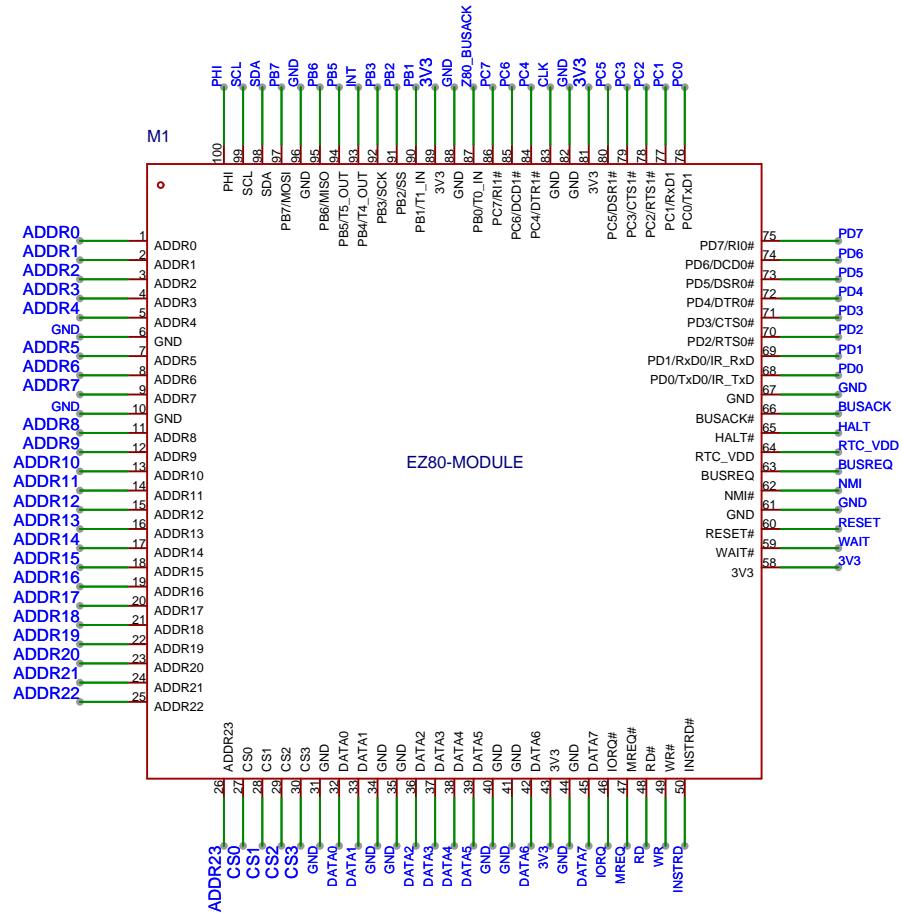 PHI SCL SDA PB7 GND PB6 PB5 INT PB3 PB2 PB1 3V3 GND Z80_BUSACK PC7 PC6 PC4 CLK GND 3V3 PC5 PC3 PC2 PC1 PC0
M1
100 99 98 97 96 95 94 93 92 91 90 89 88 87 86 85 84 83 82 81 80 79 78 77 76
PHI SCL SDA PB7/MOSI GND PB6/MISO PB5/T5_OUT PB4/T4_OUT PB3/SCK PB2/SS PB1/T1_IN 3V3 GND PB0/T0_IN PC7/RI1# PC6/DCD1# PC4/DTR1# GND GND 3V3 PC5/DSR1# PC3/CTS1# PC2/RTS1# PC1/RxD1 PC0/TxD1
ADDR0 1 ADDR0
ADDR1 2 ADDR1
ADDR2 3 ADDR2
ADDR3 4 ADDR3
ADDR4 5 ADDR4
GND 6 GND
ADDR5 7 ADDR5
ADDR6 8 ADDR6
ADDR7 9 ADDR7
GND 10 GND
ADDR8 11 ADDR8
ADDR9 12 ADDR9
ADDR10 13 ADDR10
ADDR11 14 ADDR11
ADDR12 15 ADDR12
ADDR13 16 ADDR13
ADDR14 17 ADDR14
ADDR15 18 ADDR15
ADDR16 19 ADDR16
ADDR17 20 ADDR17
ADDR18 21 ADDR18
ADDR19 22 ADDR19
ADDR20 23 ADDR20
ADDR21 24 ADDR21
ADDR22 25 ADDR22
EZ80-MODULE
PD7/RI0# 75 PD7
PD6/DCD0# 74 PD6
PD5/DSR0# 73 PD5
PD4/DTR0# 72 PD4
PD3/CTS0# 71 PD3
PD2/RTS0# 70 PD2
PD1/RxD0/IR_RxD 69 PD1
PD0/TxD0/IR_TxD 68 PD0
GND 67 GND
BUSACK# 66 BUSACK
HALT# 65 HALT
RTC_VDD 64 RTC_VDD
BUSREQ 63 BUSREQ
NMI# 62 NMI
GND 61 GND
RESET# 60 RESET
WAIT# 59 WAIT
3V3 58 3V3
ADDR23 CS0 CS1 CS2 CS3 GND DATA0 DATA1 GND GND DATA2 DATA3 DATA4 DATA5 GND GND DATA6 3V3 GND DATA7 IORQ# MREQ# RD# WR# INSTRD#
26 27 28 29 30 31 32 33 34 35 36 37 38 39 40 41 42 43 44 45 46 47 48 49 50
ADDR23 CS0 CS1 CS2 CS3 GND DATA0 DATA1 GND GND DATA2 DATA3 DATA4 DATA5 GND GND DATA6 3V3 GND DATA7 IORQ MREQ RD WR INSTRD